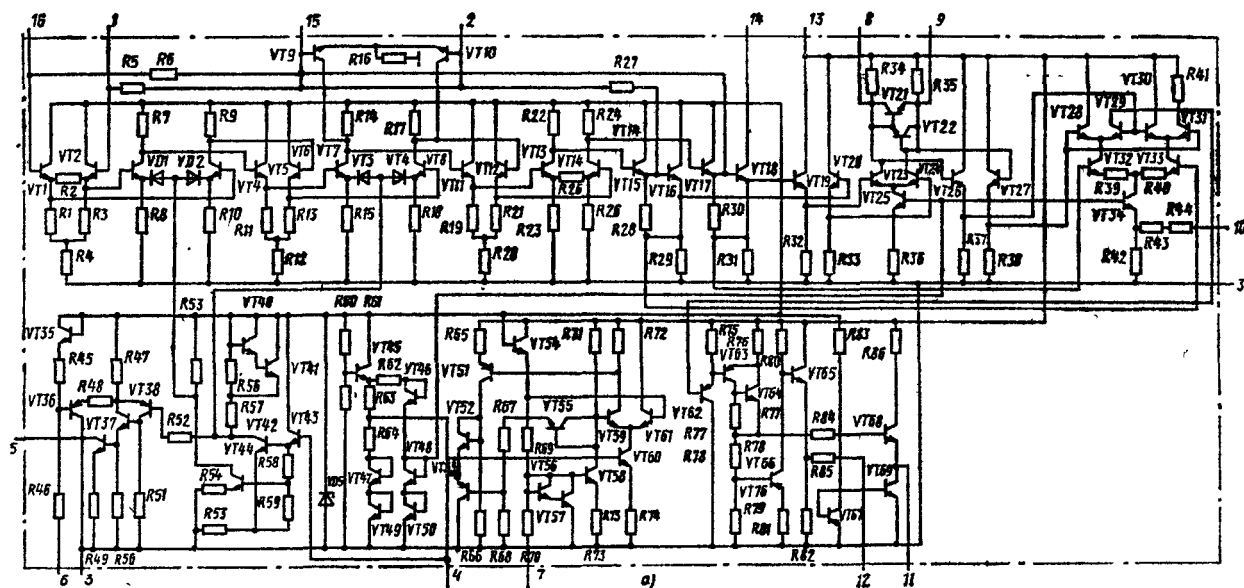 16 1 15 2 14 13 8 9
R5 R6 VT9 R16 VT10 R27 R34 R35 R41
VT21 VT22 VT28 VT29 VT30 VT31
R7 R9 R14 R17 R22 R24 VT14
VT2 VD1 VD2 VT5 VT6 VT7 VT3 VT4 VT8 VT12 VT13 VT14 VT18 VT20 VT23 VT24 VT32 VT33
VT1 R2 VT4 VT11 R26 VT15 VT16 VT17 VT19 VT25 VT26 VT27 R39 R40
R1 R3 R8 R10 R11 R13 R15 R18 R19 R21 R23 R26 R28 R30 VT34 R44
R4 R12 R20 R29 R31 R32 R33 R36 R37 R38 R42 R43 10
3
R53 VT40 R60 R61 R65 VT54 R71 R72 R75 R76 R80 R83 R86
VT35 R45 R47 VT41 VT45 R62 VT46 VT51 VT63 VT65
VT36 R48 VT38 R56 R63 VT52 R67 VT55 VT62 VT64 R77 R84 VT68
VT37 R52 R57 VT42 VT43 R64 VT48 R69 VT59 VT61 R77 R78
5 VT44 R58 VT56 VT60 R78 VT66 R85 VT69
R46 R54 R59 VD5 VT47 VT58 VT76 VT67
R51 R53 VT49 VT50 VT57 R75 R74 R79
R49 R50 R66 R68 R70 R73 R81 R82
6 3 4 7 а) 12 11